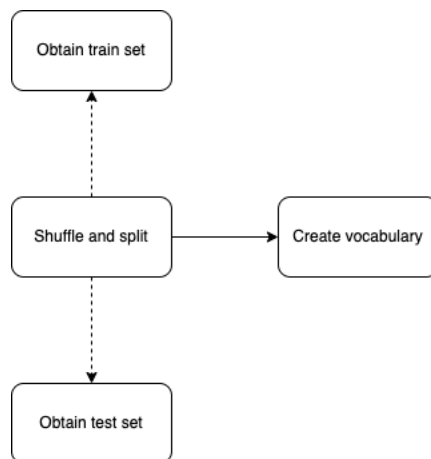 Obtain train set
Shuffle and split
Create vocabulary
Obtain test set